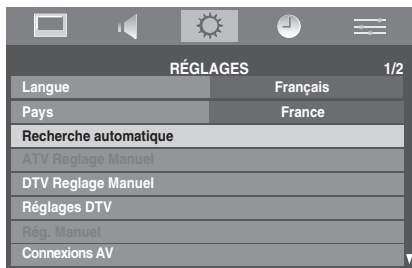 RÉGLAGES 1/2
Langue Français
Pays France
Recherche automatique
ATV Reglage Manuel
DTV Reglage Manuel
Réglages DTV
Rég. Manuel
Connexions AV